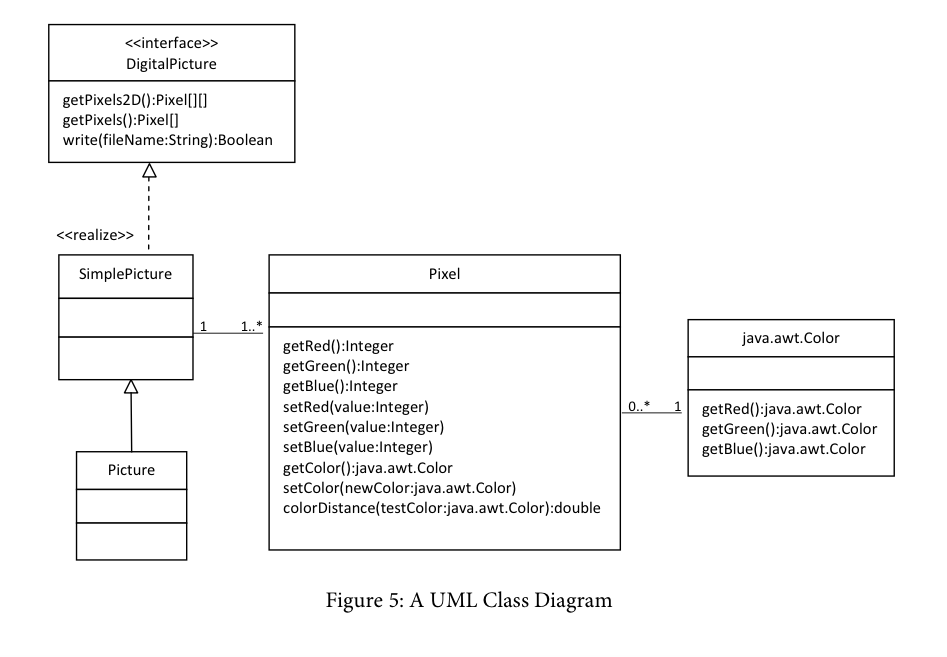 <<interface>>
DigitalPicture
getPixels2D():Pixel[][]
getPixels():Pixel[]
write(fileName:String):Boolean
<<realize>>
SimplePicture
1 1..*
Pixel
getRed():Integer
getGreen():Integer
getBlue():Integer
setRed(value:Integer)
setGreen(value:Integer)
setBlue(value:Integer)
getColor():java.awt.Color
setColor(newColor:java.awt.Color)
colorDistance(testColor:java.awt.Color):double
0..* 1
java.awt.Color
getRed():java.awt.Color
getGreen():java.awt.Color
getBlue():java.awt.Color
Picture
Figure 5: A UML Class Diagram